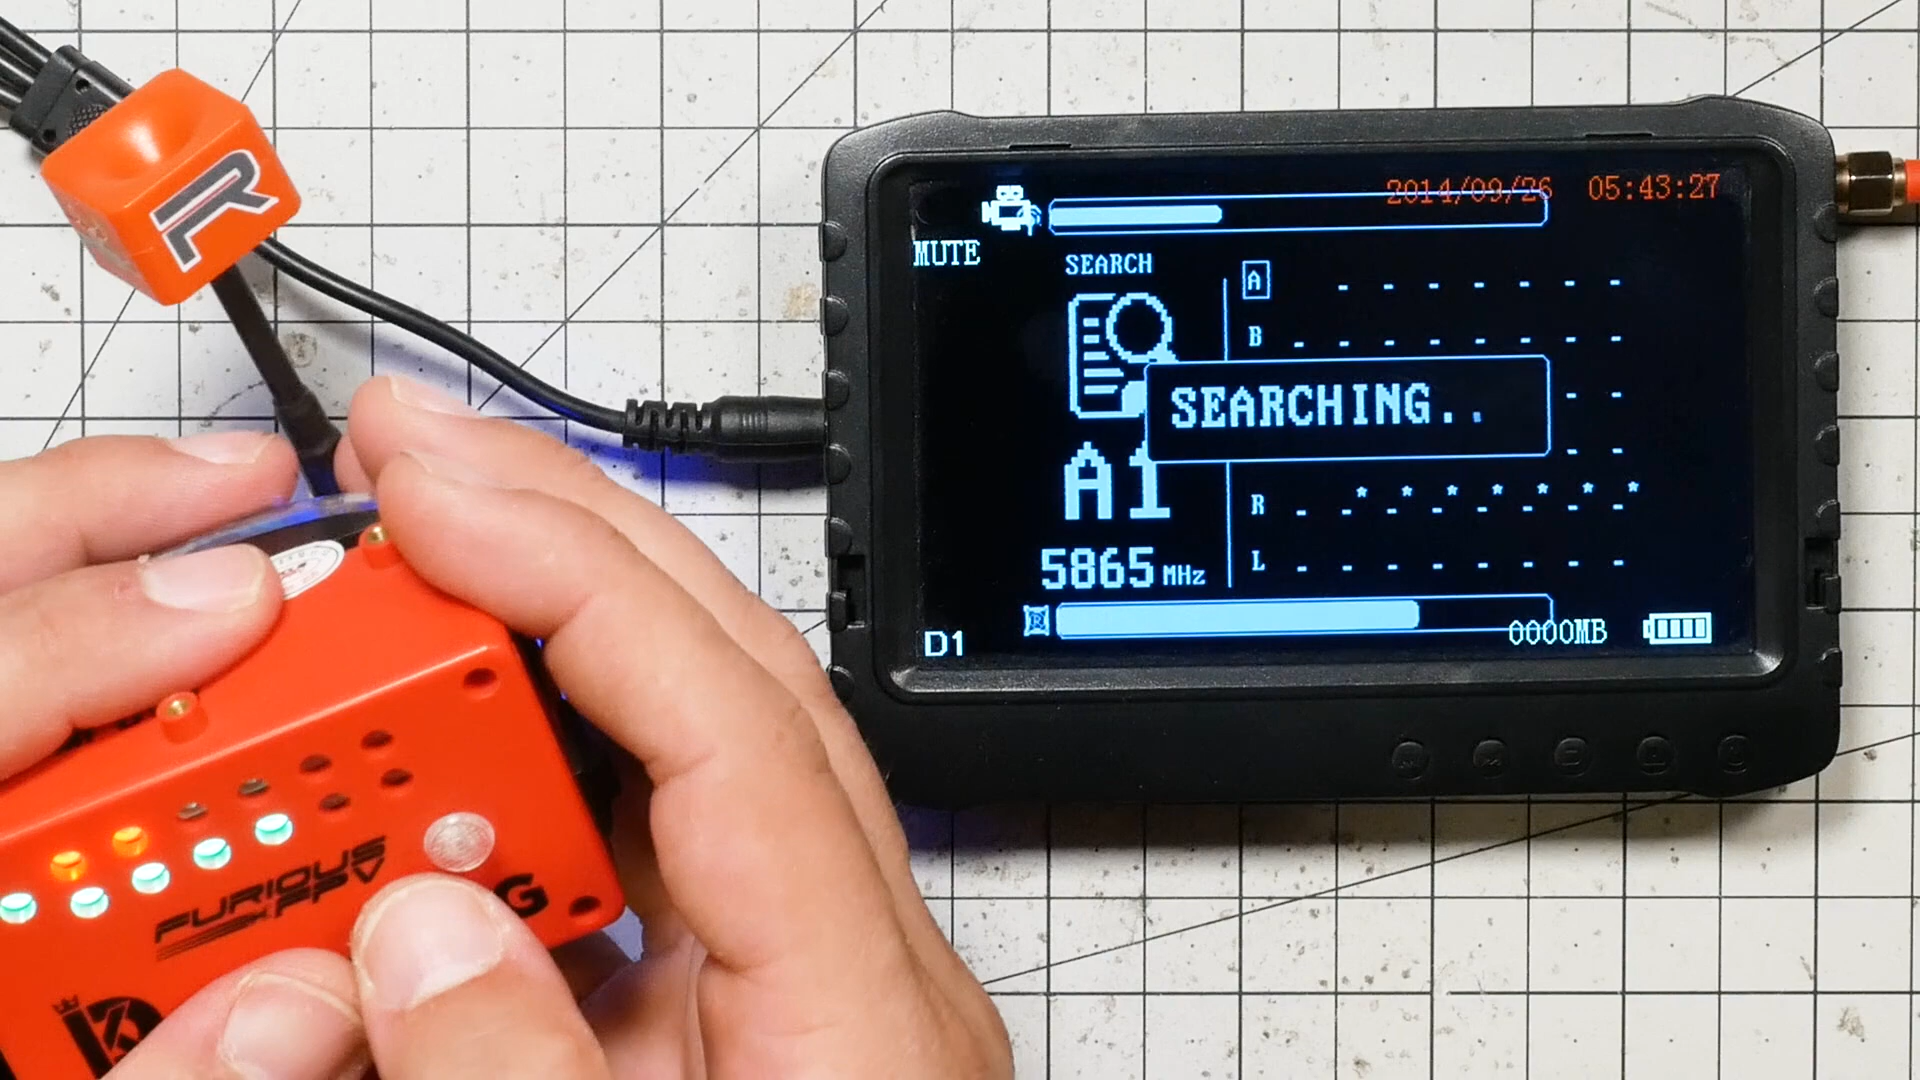 R
2014/09/26 05:43:27
MUTE
SEARCH
A - - - - - - -
B - - - - - - - -
SEARCHING..
- -
- -
A1
R - - - - - - - -
* * * * * * *
5865 MHz
L - - - - - - - -
R
D1
0000MB
FURIOUS
FPV
G